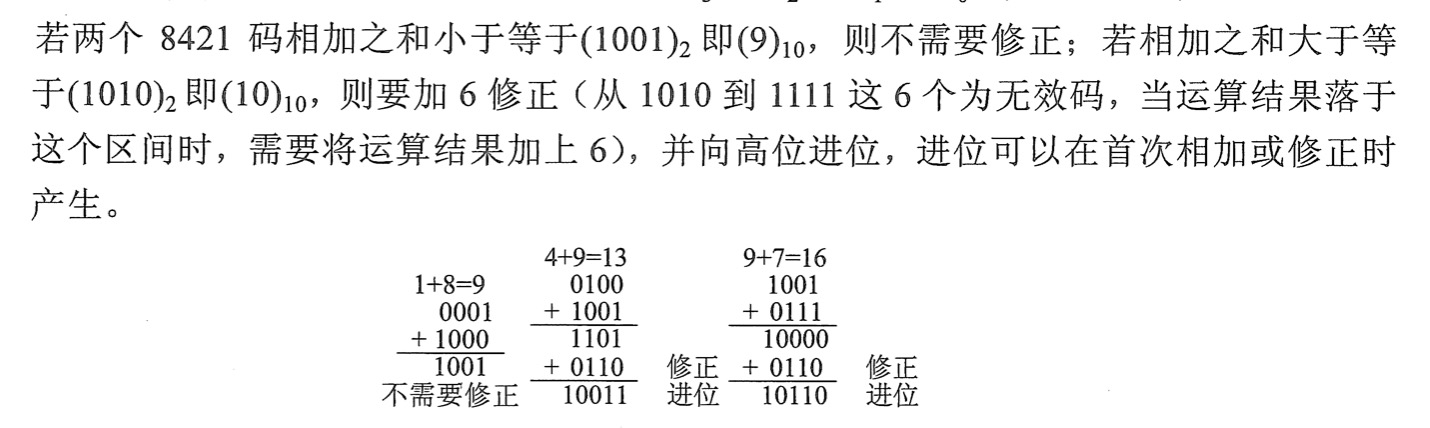 若两个 8421 码相加之和小于等于(1001)₂ 即(9)₁₀，则不需要修正；若相加之和大于等
于(1010)₂ 即(10)₁₀，则要加 6 修正（从 1010 到 1111 这 6 个为无效码，当运算结果落于
这个区间时，需要将运算结果加上 6），并向高位进位，进位可以在首次相加或修正时
产生。
4+9=13 9+7=16
1+8=9 0100 1001
0001 + 1001 + 0111
+ 1000 1101 10000
1001 + 0110 修正 + 0110 修正
不需要修正 10011 进位 10110 进位